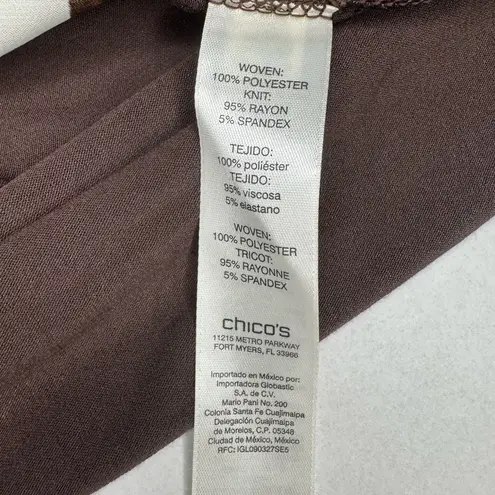 WOVEN:
100% POLYESTER
KNIT:
95% RAYON
5% SPANDEX
TEJIDO:
100% poliéster
TEJIDO:
95% viscosa
5% elastano
WOVEN:
100% POLYESTER
TRICOT:
95% RAYONNE
5% SPANDEX
chico's
11215 METRO PARKWAY
FORT MYERS, FL 33966
Importado en México por:
Importadora Globastic
S.A. de C.V.
Mario Pani No. 200
Colonia Santa Fe Cuajimalpa
Delegación Cuajimalpa
de Morelos, C.P. 05348
Ciudad de México, México
RFC: IGL090327SE5